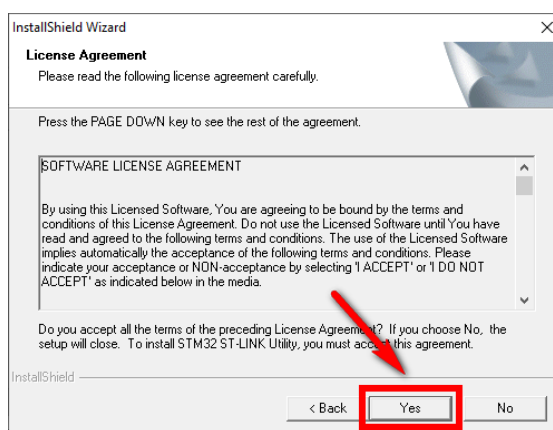 InstallShield Wizard
License Agreement
Please read the following license agreement carefully.
Press the PAGE DOWN key to see the rest of the agreement.
SOFTWARE LICENSE AGREEMENT
By using this Licensed Software, You are agreeing to be bound by the terms and
conditions of this License Agreement. Do not use the Licensed Software until You have
read and agreed to the following terms and conditions. The use of the Licensed Software
implies automatically the acceptance of the following terms and conditions. Please
indicate your acceptance or NON-acceptance by selecting 'I ACCEPT' or 'I DO NOT
ACCEPT' as indicated below in the media.
Do you accept all the terms of the preceding License Agreement? If you choose No, the
setup will close. To install STM32 ST-LINK Utility, you must accept this agreement.
InstallShield
< Back Yes No